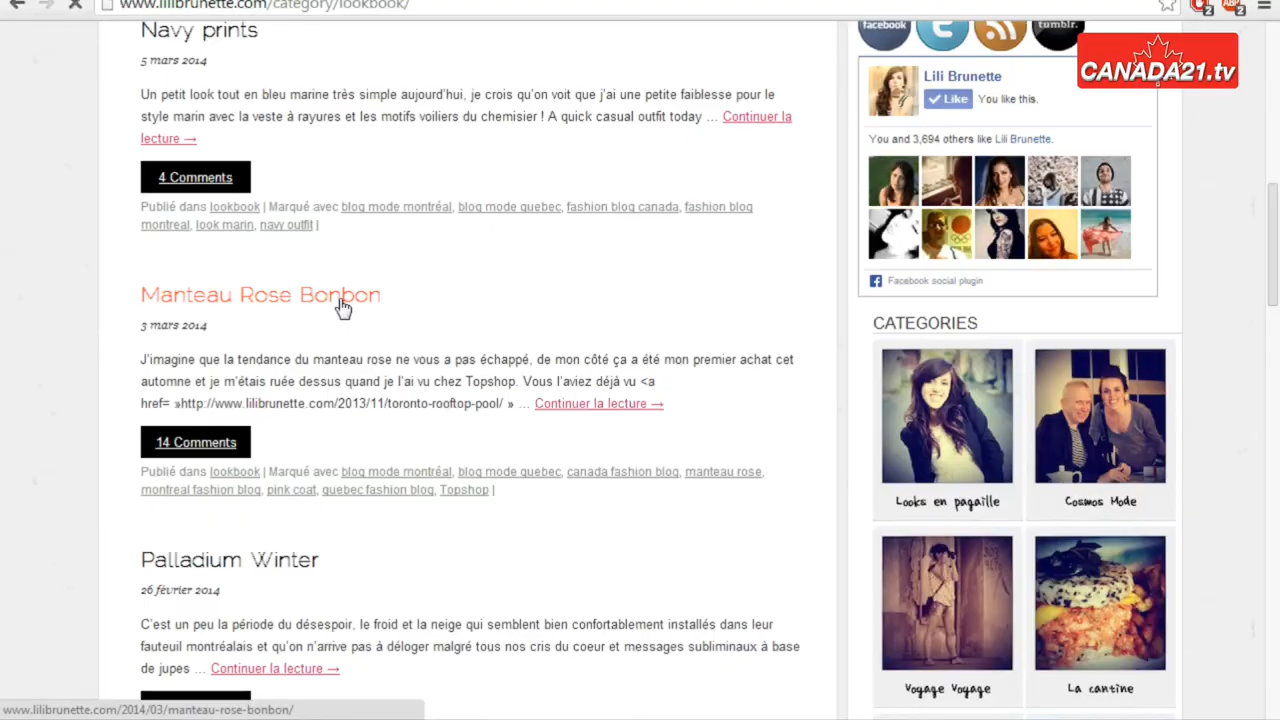 www.lilibrunette.com/category/lookbook/
2
2
Navy prints
5 mars 2014
Un petit look tout en bleu marine très simple aujourd'hui, je crois qu'on voit que j'ai une petite faiblesse pour le
style marin avec la veste à rayures et les motifs voiliers du chemisier ! A quick casual outfit today … Continuer la
lecture →
4 Comments
Publié dans lookbook | Marqué avec blog mode montréal, blog mode quebec, fashion blog canada, fashion blog
montreal, look marin, navy outfit |
Manteau Rose Bonbon
3 mars 2014
J'imagine que la tendance du manteau rose ne vous a pas échappé, de mon côté ça a été mon premier achat cet
automne et je m'étais ruée dessus quand je l'ai vu chez Topshop. Vous l'aviez déjà vu <a
href= »http://www.lilibrunette.com/2013/11/toronto-rooftop-pool/ » … Continuer la lecture →
14 Comments
Publié dans lookbook | Marqué avec blog mode montréal, blog mode quebec, canada fashion blog, manteau rose,
montreal fashion blog, pink coat, quebec fashion blog, Topshop |
Palladium Winter
26 février 2014
C'est un peu la période du désespoir, le froid et la neige qui semblent bien confortablement installés dans leur
fauteuil montréalais et qu'on n'arrive pas à déloger malgré tous nos cris du coeur et messages subliminaux à base
de jupes … Continuer la lecture →
www.lilibrunette.com/2014/03/manteau-rose-bonbon/
facebook
tumblr.
CANADA21.tv
Lili Brunette
Like You like this.
You and 3,694 others like Lili Brunette.
Facebook social plugin
CATEGORIES
Looks en pagaille
Cosmos Mode
Voyage Voyage
La cantine